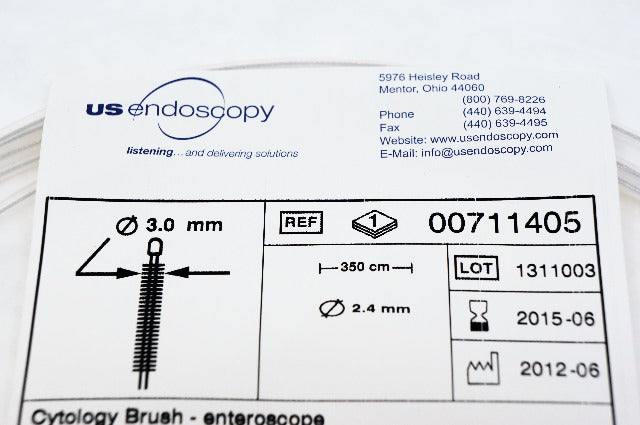 5976 Heisley Road
Mentor, Ohio 44060
(800) 769-8226
Phone (440) 639-4494
Fax (440) 639-4495
Website: www.usendoscopy.com
E-Mail: info@usendoscopy.com
us endoscopy
listening...and delivering solutions
Ø 3.0 mm
REF 1 00711405
350 cm
Ø 2.4 mm
LOT 1311003
2015-06
2012-06
Cytology Brush - enteroscope